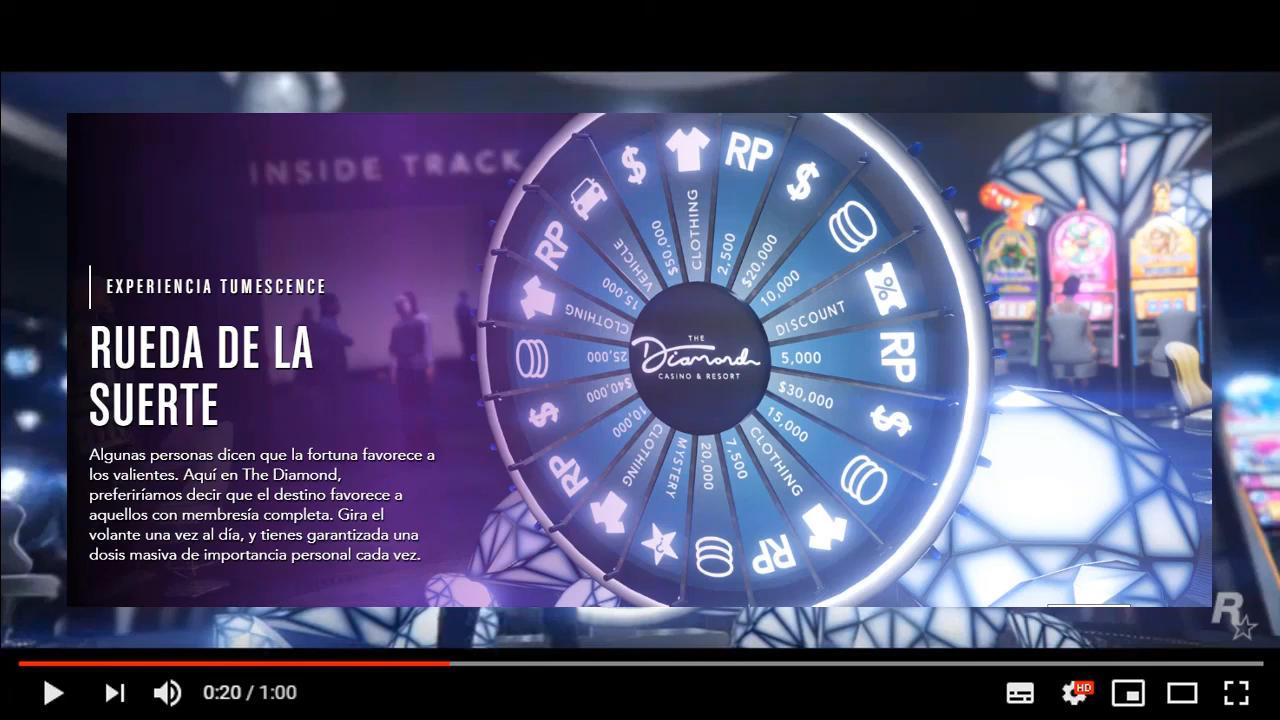 INSIDE TRACK
EXPERIENCIA TUMESCENCE
RUEDA DE LA
SUERTE
Algunas personas dicen que la fortuna favorece a
los valientes. Aquí en The Diamond,
preferiríamos decir que el destino favorece a
aquellos con membresía completa. Gira el
volante una vez al día, y tienes garantizada una
dosis masiva de importancia personal cada vez.
THE
Diamond
CASINO & RESORT
$
$50,000
CLOTHING
RP
2,500
$
$20,000
10,000
%
DISCOUNT
RP
5,000
$
$30,000
15,000
CLOTHING
RP
7,500
20,000
MYSTERY
CLOTHING
RP
10,000
$
$40,000
25,000
CLOTHING
RP
15,000
VEHICLE
R
0:20 / 1:00
HD